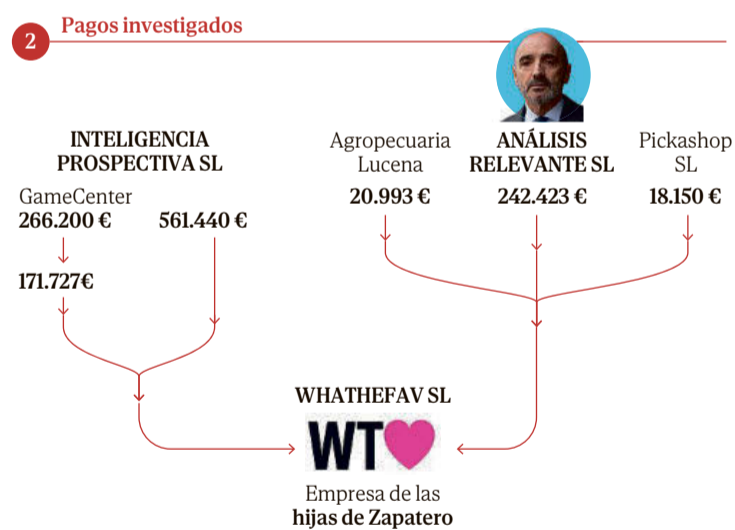 2
Pagos investigados
INTELIGENCIA
PROSPECTIVA SL
GameCenter
266.200 €
561.440 €
171.727€
Agropecuaria
Lucena
20.993 €
ANÁLISIS
RELEVANTE SL
242.423 €
Pickashop
SL
18.150 €
WHATHEFAV SL
WT
Empresa de las
hijas de Zapatero